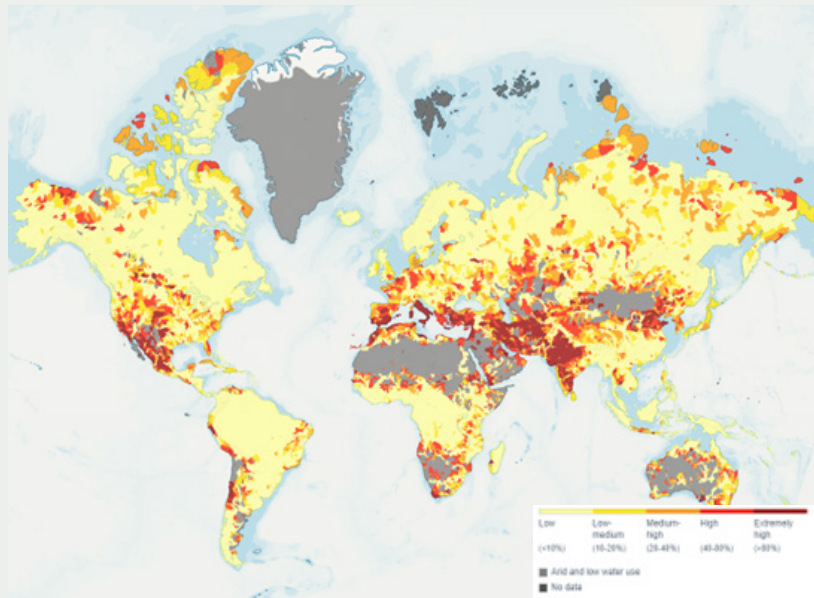 Low Low-medium Medium-high High Extremely high
(<10%) (10-20%) (20-40%) (40-80%) (>80%)
Arid and low water use
No data